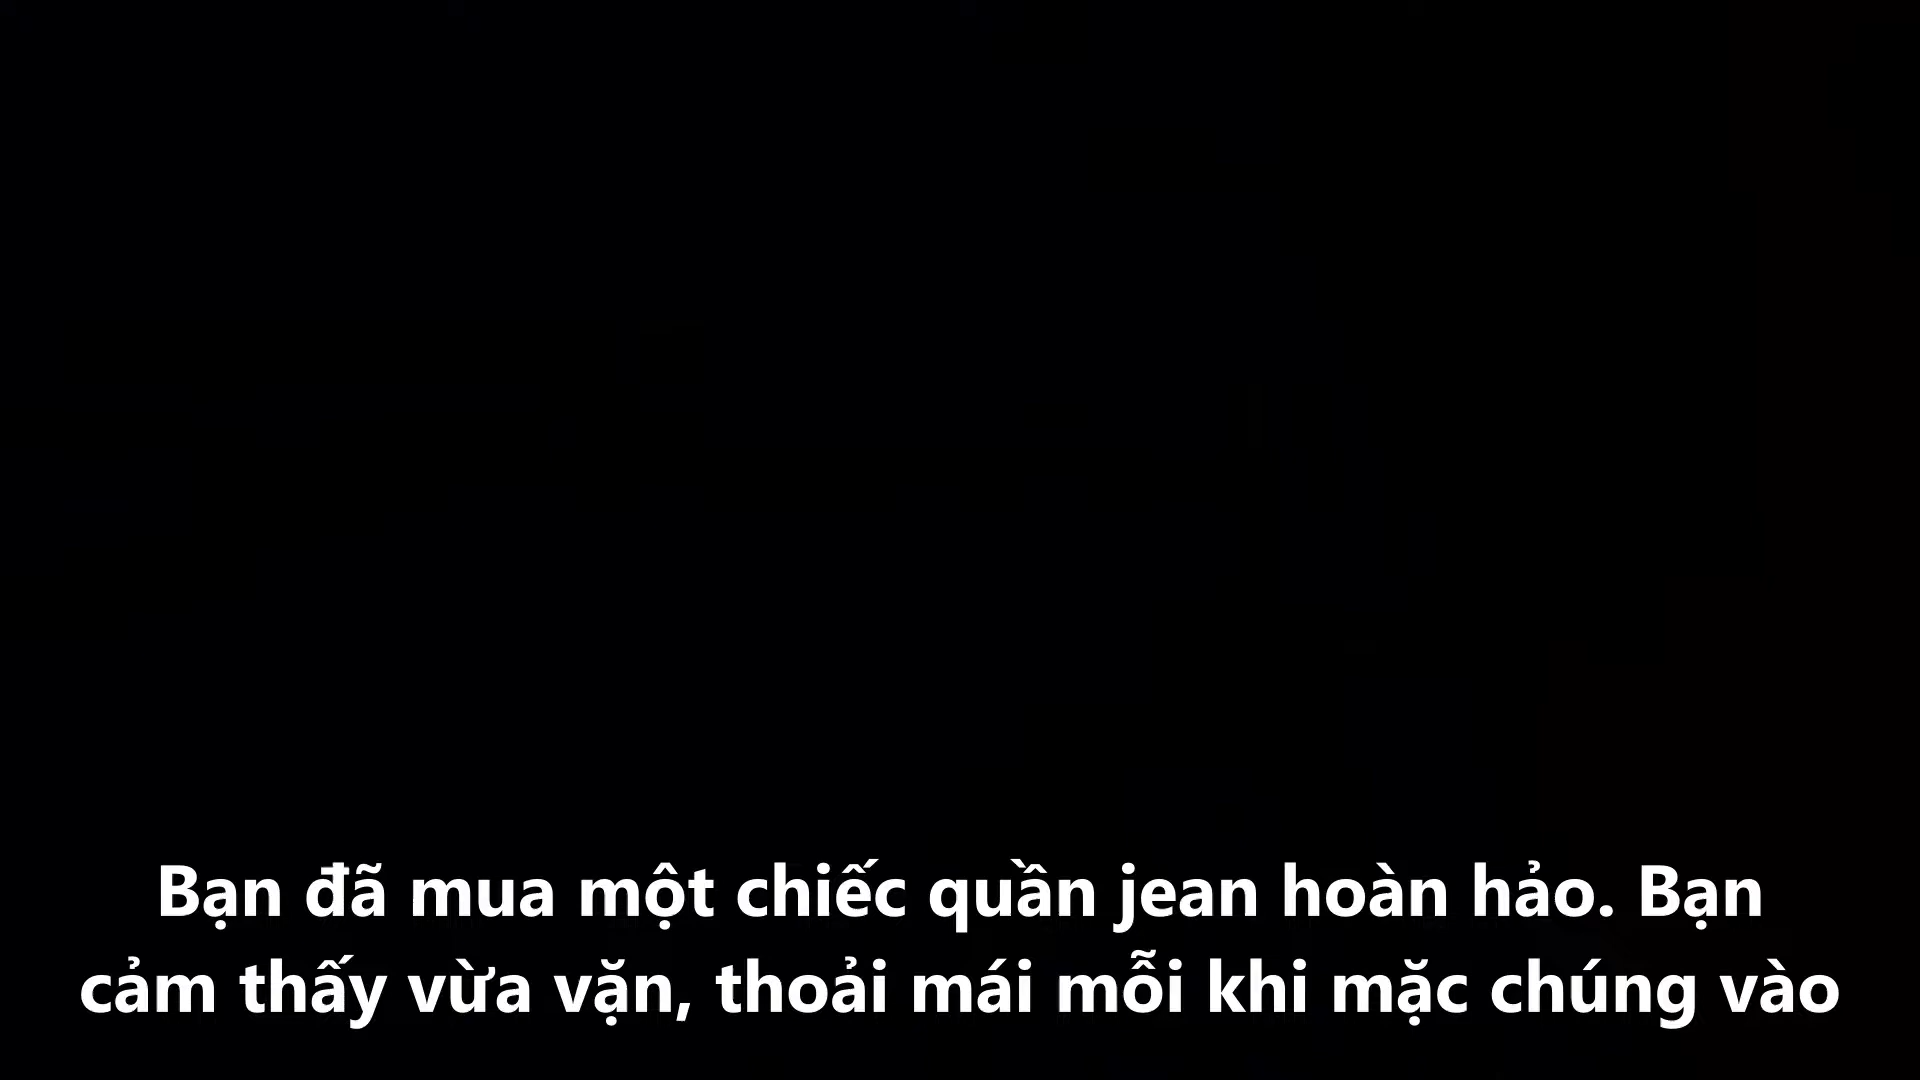 Bạn đã mua một chiếc quần jean hoàn hảo. Bạn
cảm thấy vừa vặn, thoải mái mỗi khi mặc chúng vào